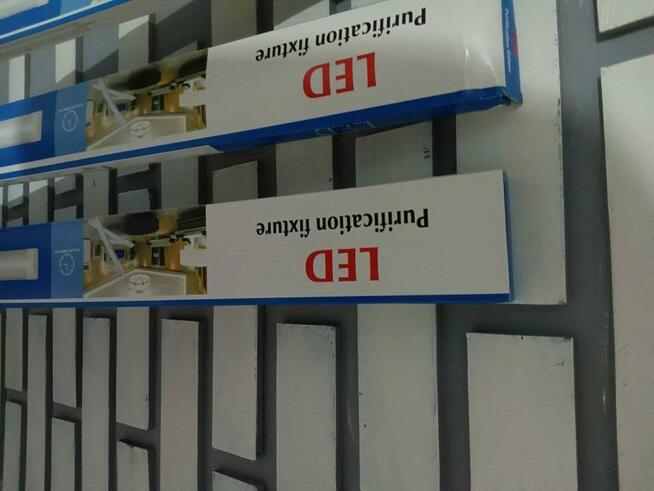 LED
Purification fixture
LED
Purification fixture